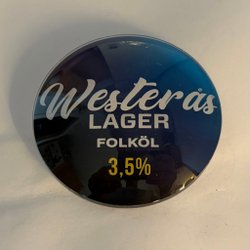 Westerås
LAGER
FOLKÖL
3,5%